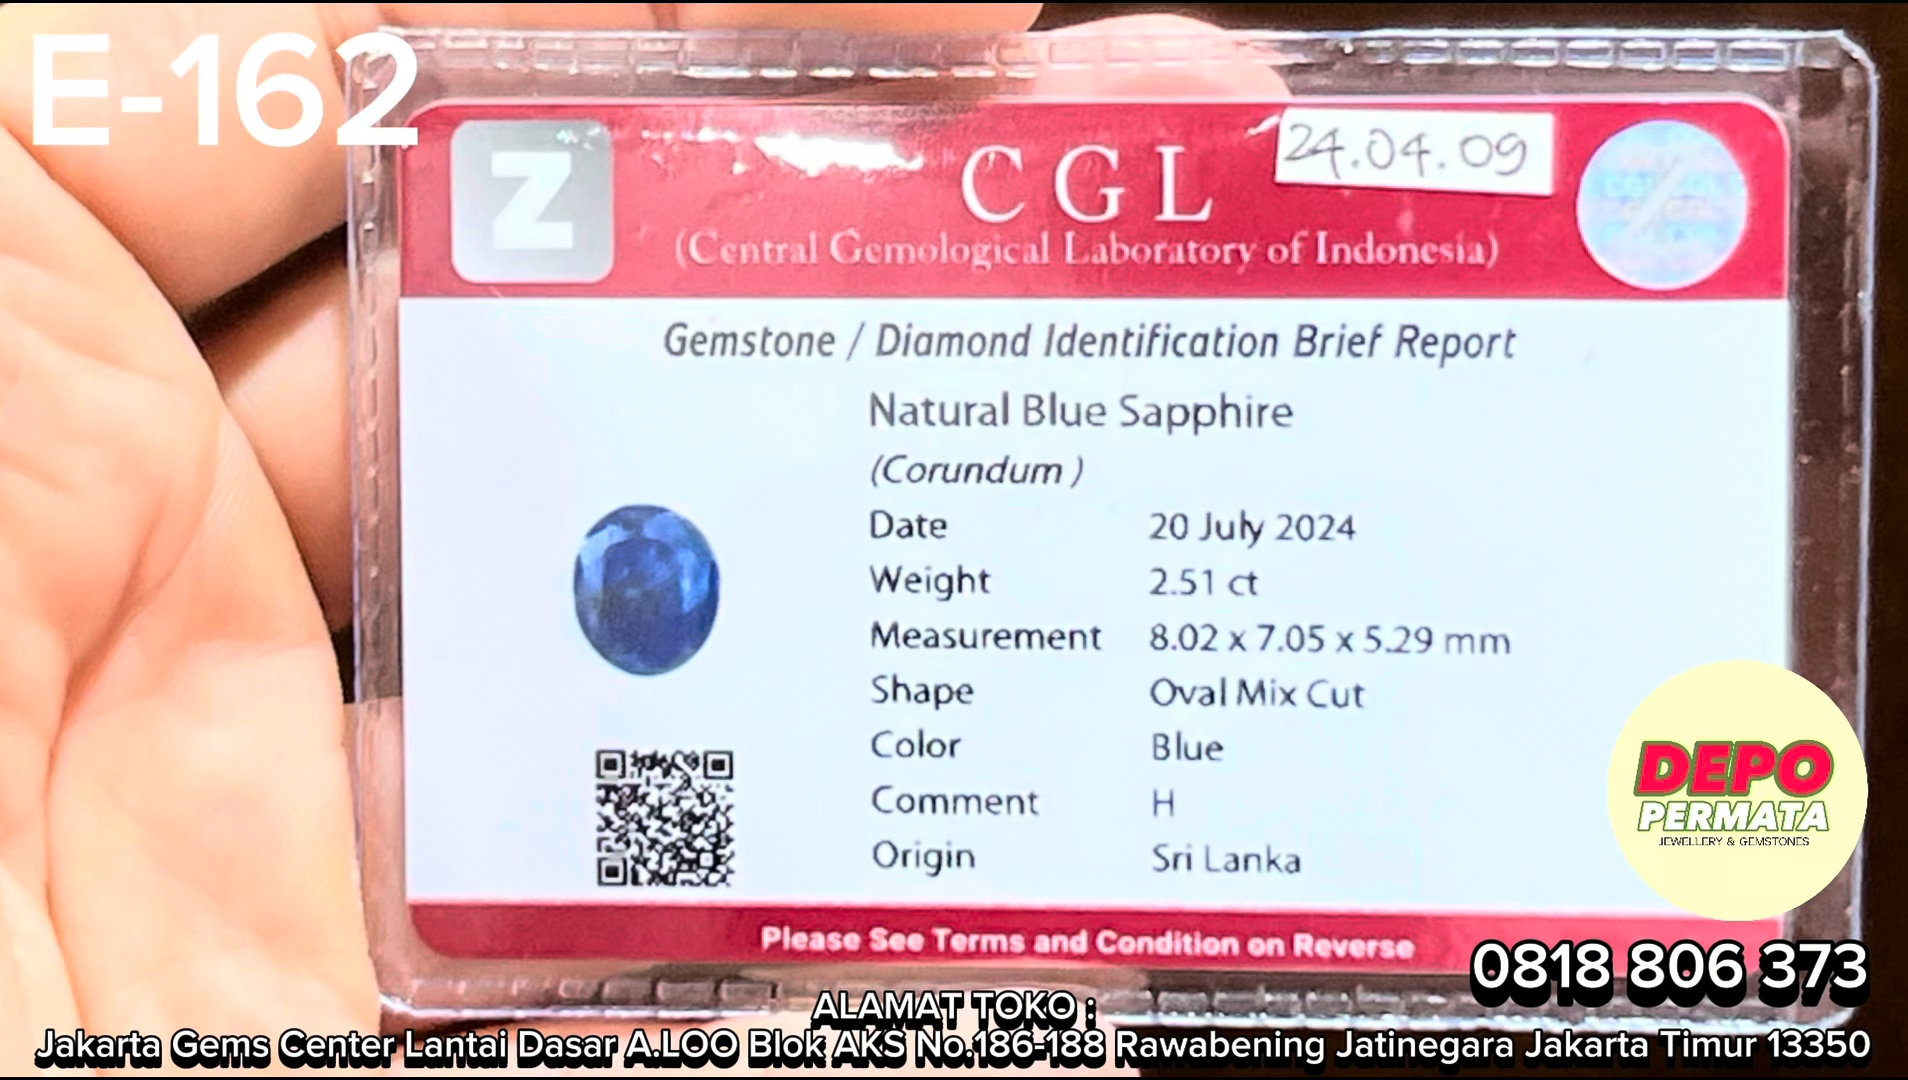 E-162
Z
CGL
24.04.09
(Central Gemological Laboratory of Indonesia)
Gemstone / Diamond Identification Brief Report
Natural Blue Sapphire
(Corundum )
Date 20 July 2024
Weight 2.51 ct
Measurement 8.02 x 7.05 x 5.29 mm
Shape Oval Mix Cut
Color Blue
Comment H
Origin Sri Lanka
Please See Terms and Condition on Reverse
DEPO
PERMATA
JEWELLERY & GEMSTONES
0818 806 373
ALAMAT TOKO :
Jakarta Gems Center Lantai Dasar A.LOO Blok AKS No.186-188 Rawabening Jatinegara Jakarta Timur 13350